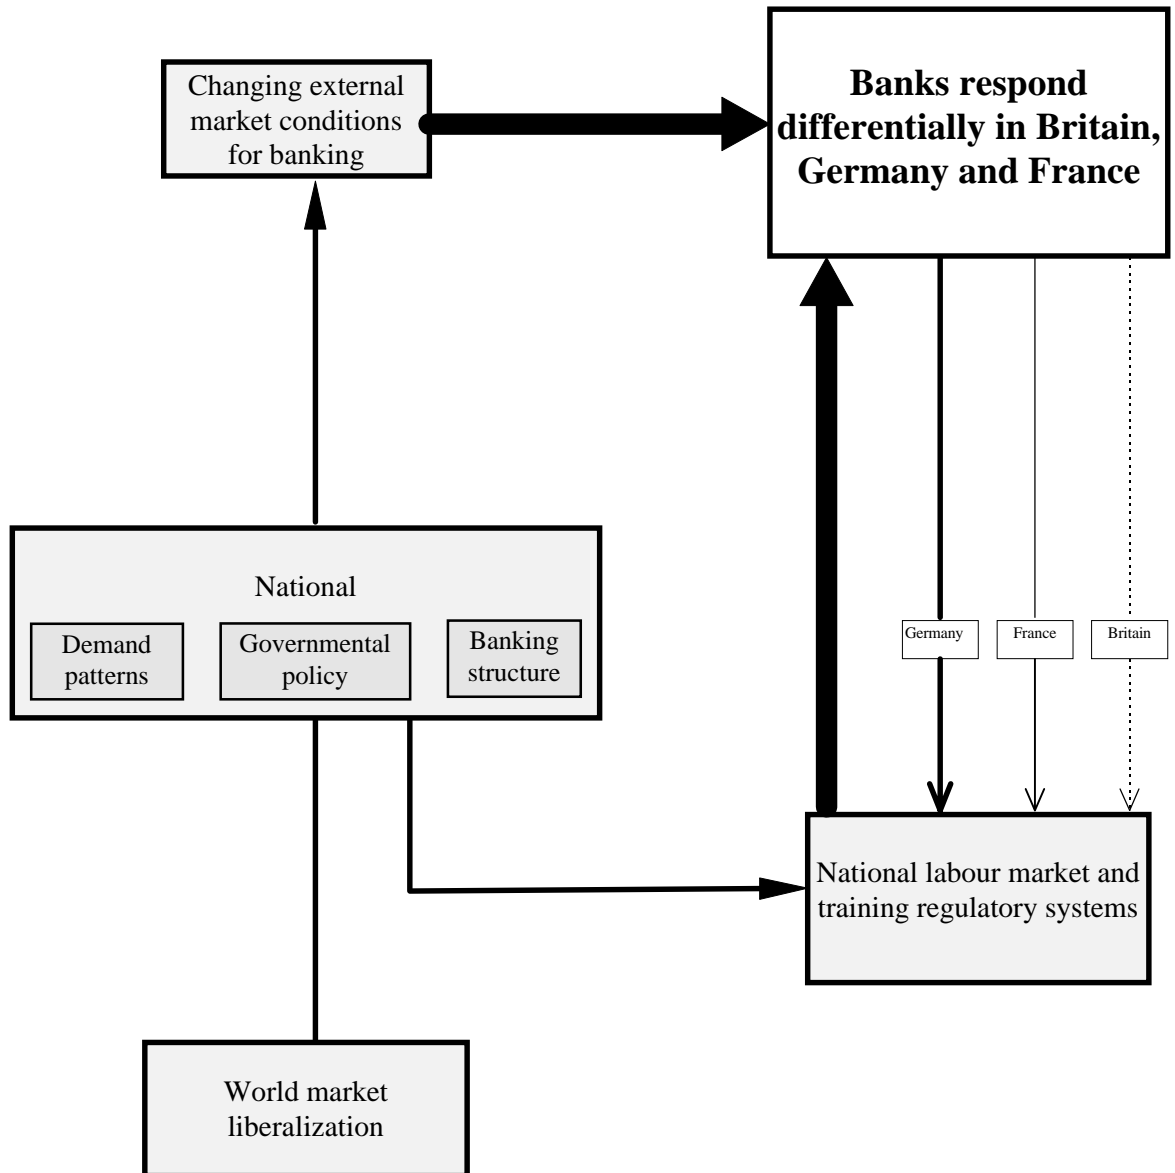 Changing external
market conditions
for banking
Banks respond
differentially in Britain,
Germany and France
National
Demand
patterns
Governmental
policy
Banking
structure
Germany
France
Britain
National labour market and
training regulatory systems
World market
liberalization